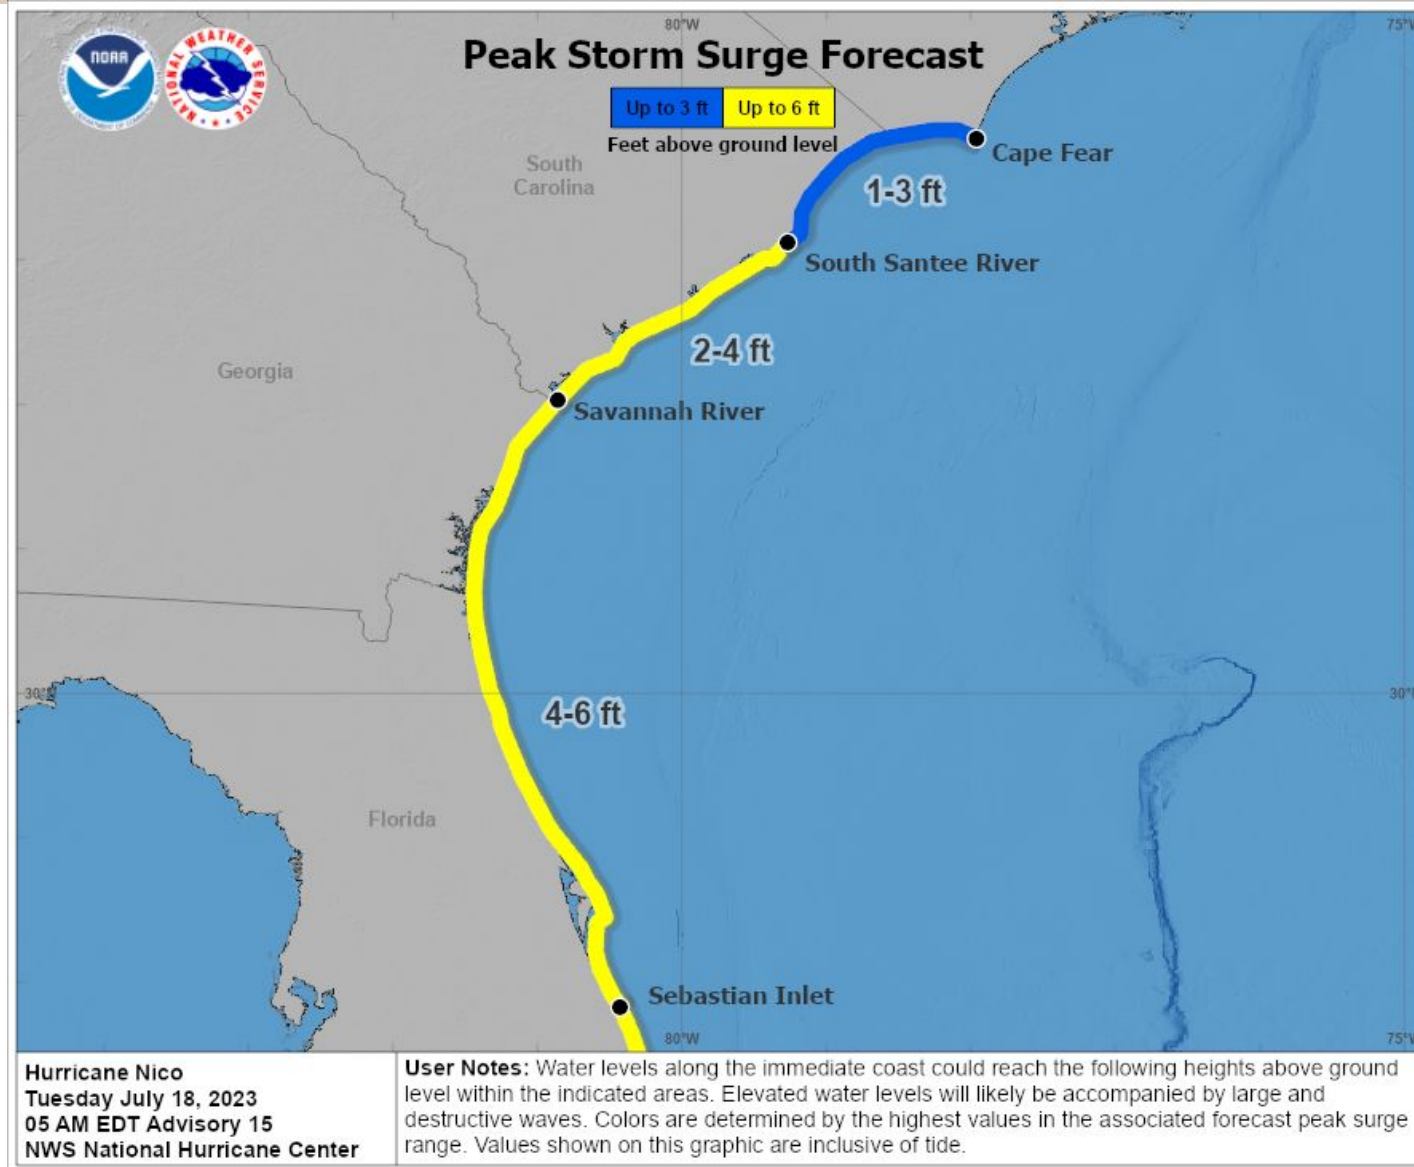 80°W
75°W
NOAA
NATIONAL WEATHER SERVICE
Peak Storm Surge Forecast
Up to 3 ft
Up to 6 ft
Feet above ground level
Cape Fear
South
Carolina
1-3 ft
South Santee River
2-4 ft
Georgia
Savannah River
30°N
30°N
4-6 ft
Florida
Sebastian Inlet
80°W
75°W
Hurricane Nico
Tuesday July 18, 2023
05 AM EDT Advisory 15
NWS National Hurricane Center
User Notes: Water levels along the immediate coast could reach the following heights above ground
level within the indicated areas. Elevated water levels will likely be accompanied by large and
destructive waves. Colors are determined by the highest values in the associated forecast peak surge
range. Values shown on this graphic are inclusive of tide.